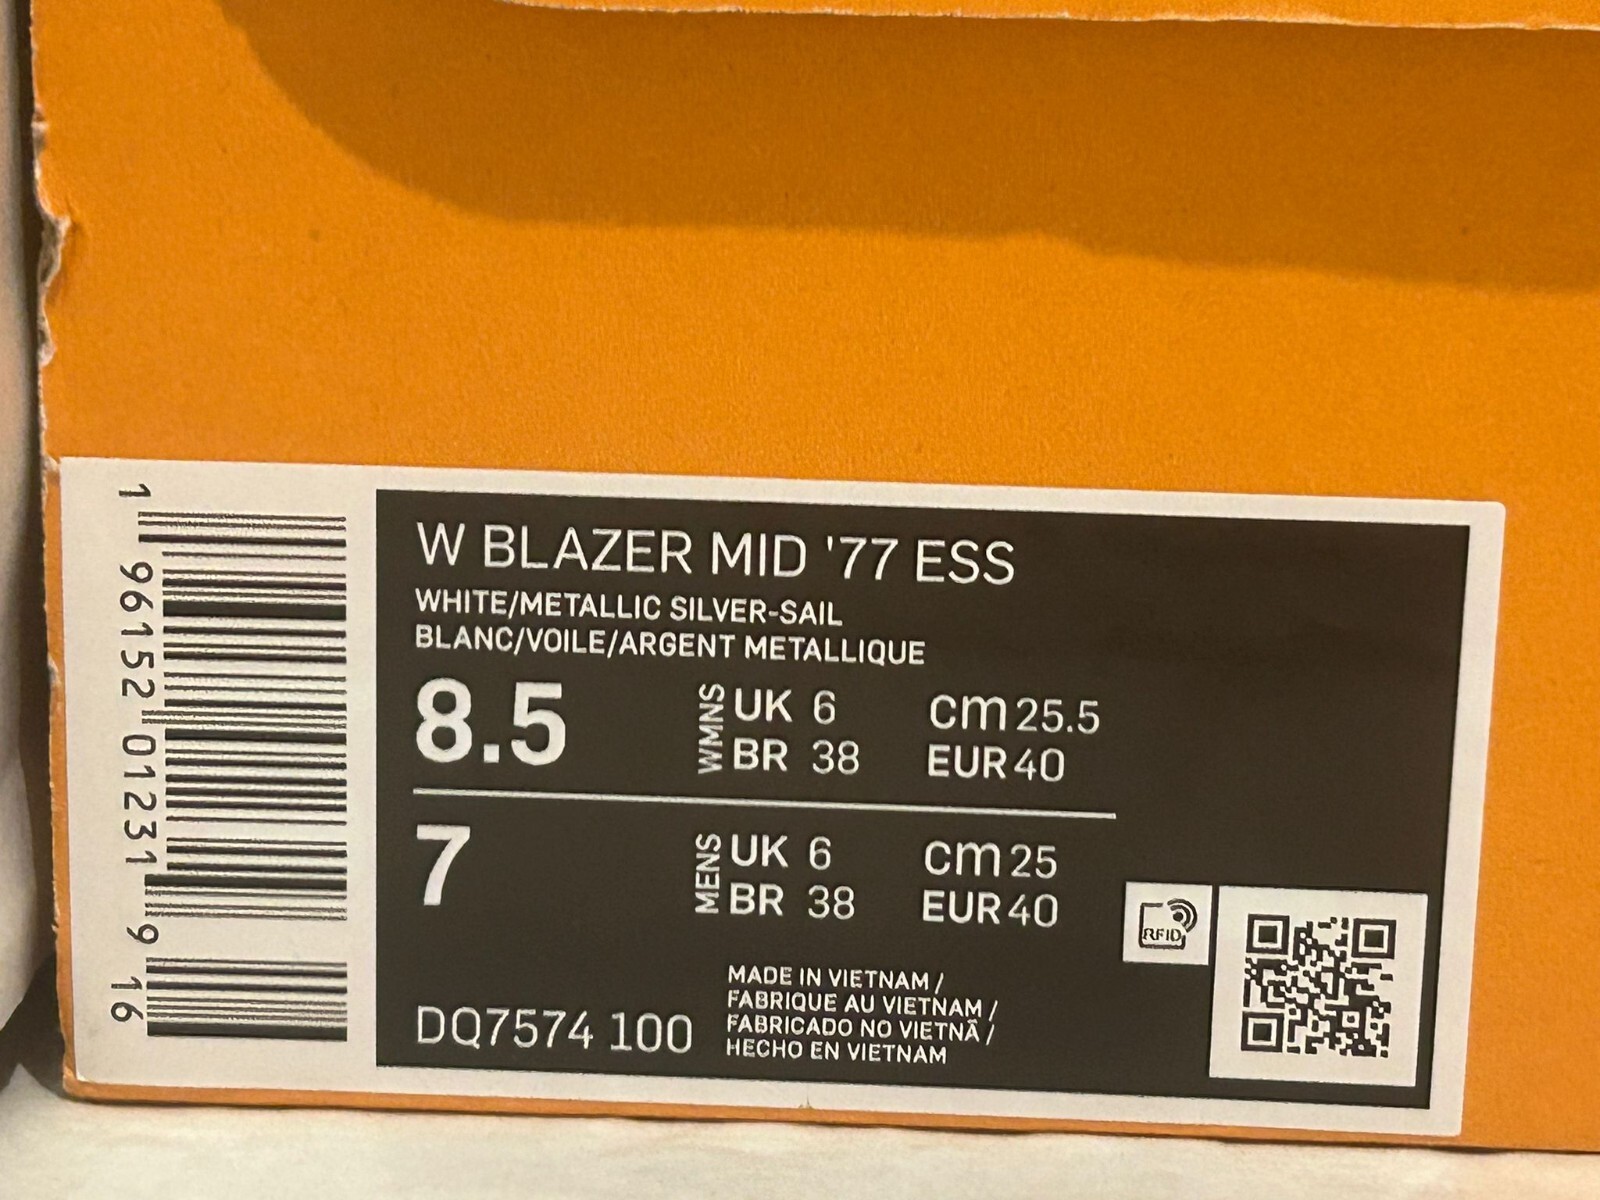 1 96152 01231 9 16
W BLAZER MID '77 ESS
WHITE/METALLIC SILVER-SAIL
BLANC/VOILE/ARGENT METALLIQUE
8.5 WMNS UK 6 cm 25.5
BR 38 EUR 40
7 MENS UK 6 cm 25
BR 38 EUR 40
RFID
MADE IN VIETNAM /
FABRIQUE AU VIETNAM /
FABRICADO NO VIETNÃ /
HECHO EN VIETNAM
DQ7574 100